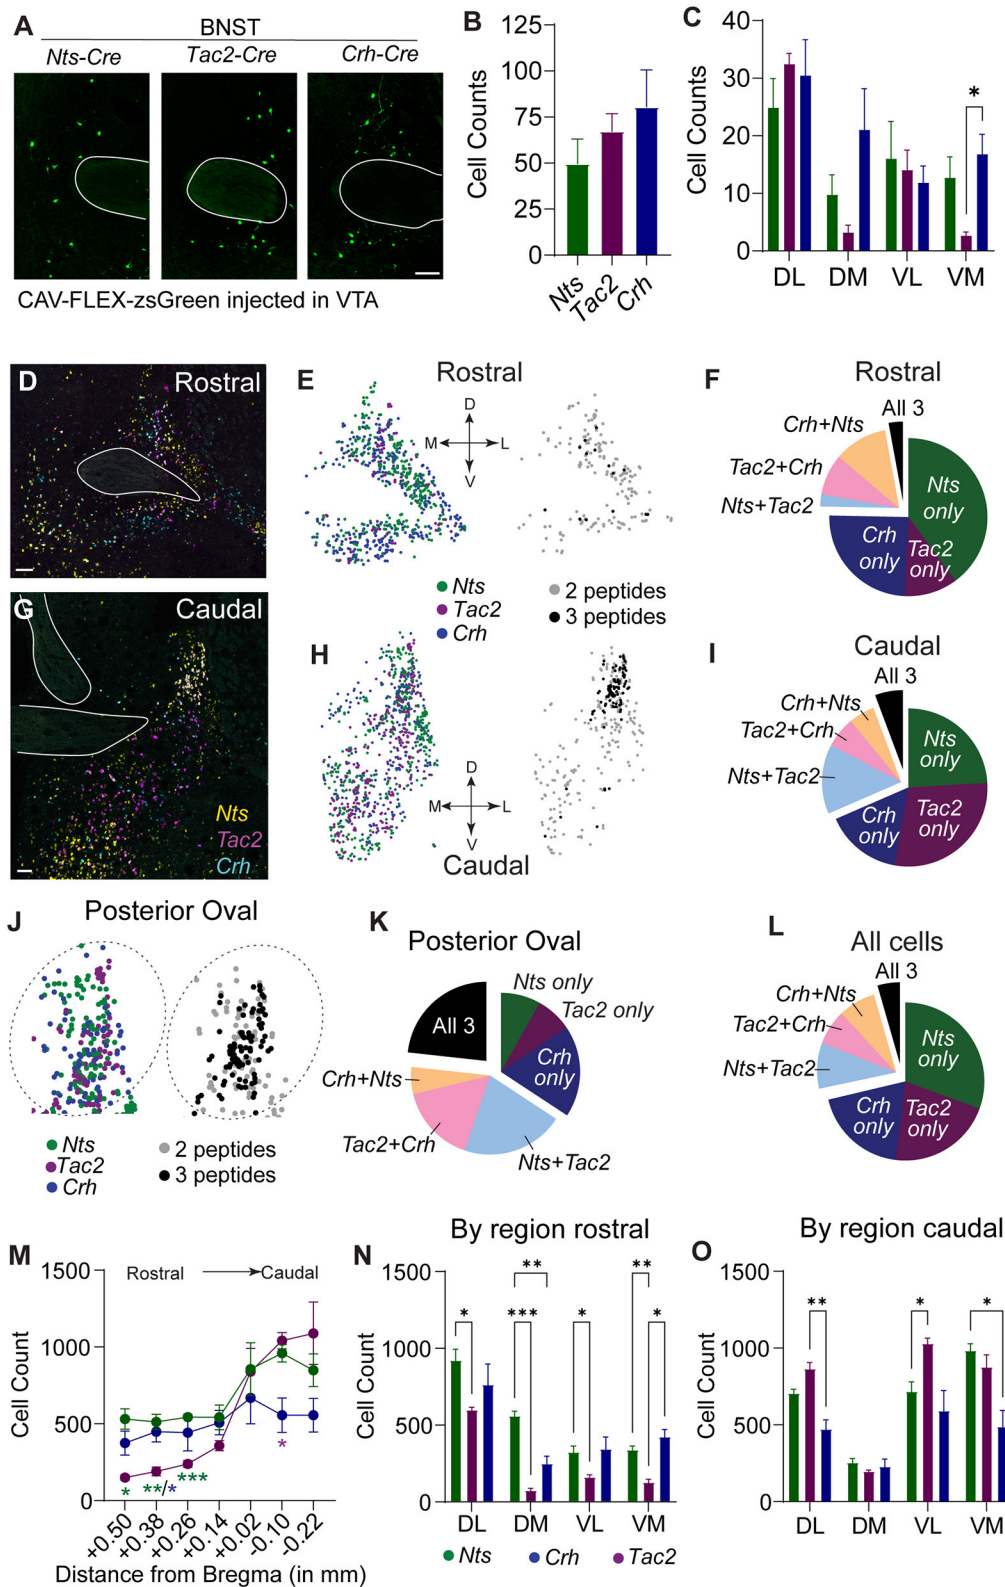 A
BNST
Nts-Cre Tac2-Cre Crh-Cre
CAV-FLEX-zsGreen injected in VTA
B
Cell Counts
125
100
75
50
25
0
Nts Tac2 Crh
C
Cell Counts
40
30
20
10
0
*
DL DM VL VM
D
Rostral
E
Rostral
D
M L
V
Nts
Tac2
Crh
2 peptides
3 peptides
F
Rostral
All 3
Crh+Nts
Tac2+Crh
Nts+Tac2
Nts only
Crh only
Tac2 only
G
Caudal
Nts
Tac2
Crh
H
D
M L
V
Caudal
I
Caudal
All 3
Crh+Nts
Tac2+Crh
Nts+Tac2
Nts only
Crh only
Tac2 only
J
Posterior Oval
Nts
Tac2
Crh
2 peptides
3 peptides
K
Posterior Oval
Nts only
Tac2 only
All 3
Crh only
Crh+Nts
Tac2+Crh
Nts+Tac2
L
All cells
All 3
Crh+Nts
Tac2+Crh
Nts+Tac2
Nts only
Crh only
Tac2 only
M
Cell Count
1500
1000
500
0
Rostral Caudal
* **/* *** *
+0.50 +0.38 +0.26 +0.14 +0.02 -0.10 -0.22
Distance from Bregma (in mm)
N
By region rostral
Cell Count
1500
1000
500
0
* *** ** * ** *
DL DM VL VM
Nts Crh Tac2
O
By region caudal
Cell Count
1500
1000
500
0
** * *
DL DM VL VM